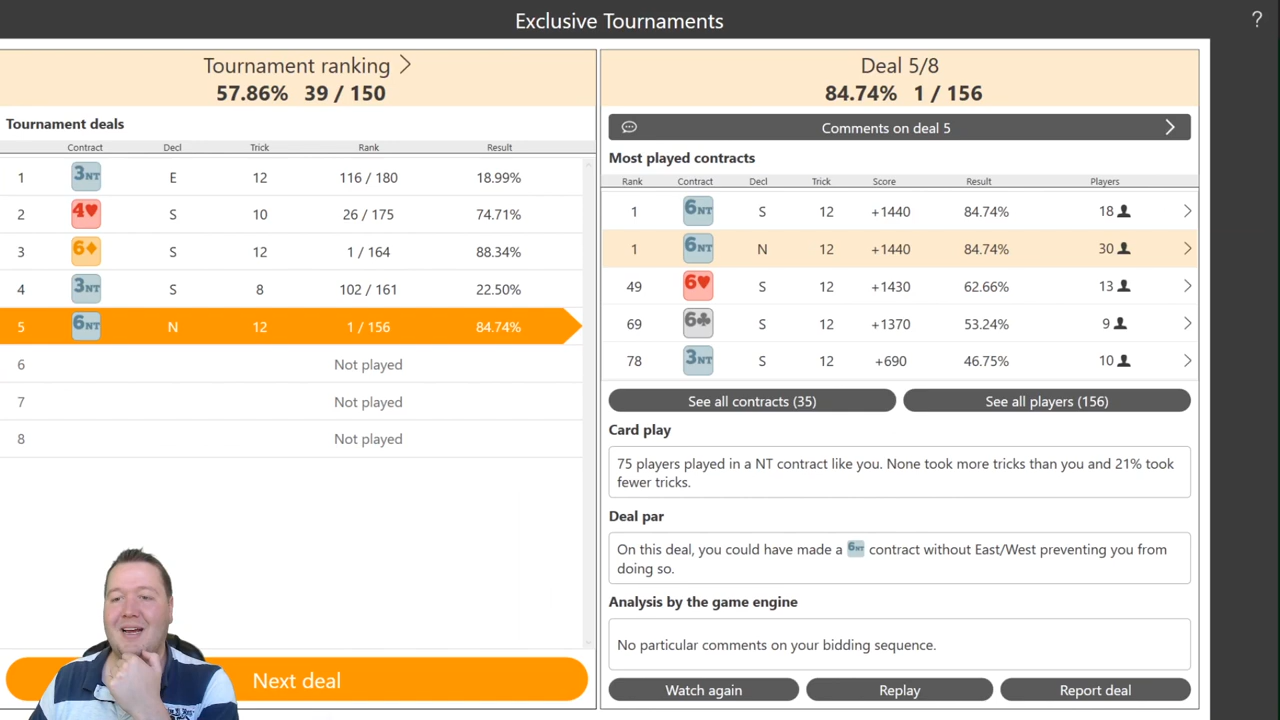 Exclusive Tournaments
?
Tournament ranking
57.86% 39 / 150
Tournament deals
Contract Decl Trick Rank Result
1 3NT E 12 116 / 180 18.99%
2 4♥ S 10 26 / 175 74.71%
3 6♦ S 12 1 / 164 88.34%
4 3NT S 8 102 / 161 22.50%
5 6NT N 12 1 / 156 84.74%
6 Not played
7 Not played
8 Not played
Next deal
Deal 5/8
84.74% 1 / 156
Comments on deal 5
Most played contracts
Rank Contract Decl Trick Score Result Players
1 6NT S 12 +1440 84.74% 18
1 6NT N 12 +1440 84.74% 30
49 6♥ S 12 +1430 62.66% 13
69 6♣ S 12 +1370 53.24% 9
78 3NT S 12 +690 46.75% 10
See all contracts (35) See all players (156)
Card play
75 players played in a NT contract like you. None took more tricks than you and 21% took
fewer tricks.
Deal par
On this deal, you could have made a 6NT contract without East/West preventing you from
doing so.
Analysis by the game engine
No particular comments on your bidding sequence.
Watch again Replay Report deal